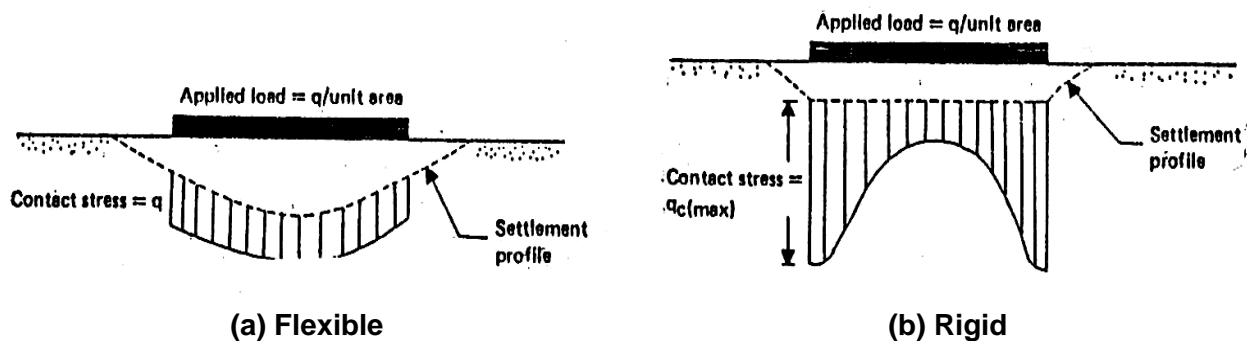 Applied load = q/unit area
Contact stress = q
Settlement
profile
(a) Flexible
Applied load = q/unit area
Contact stress =
q_c(max)
Settlement
profile
(b) Rigid